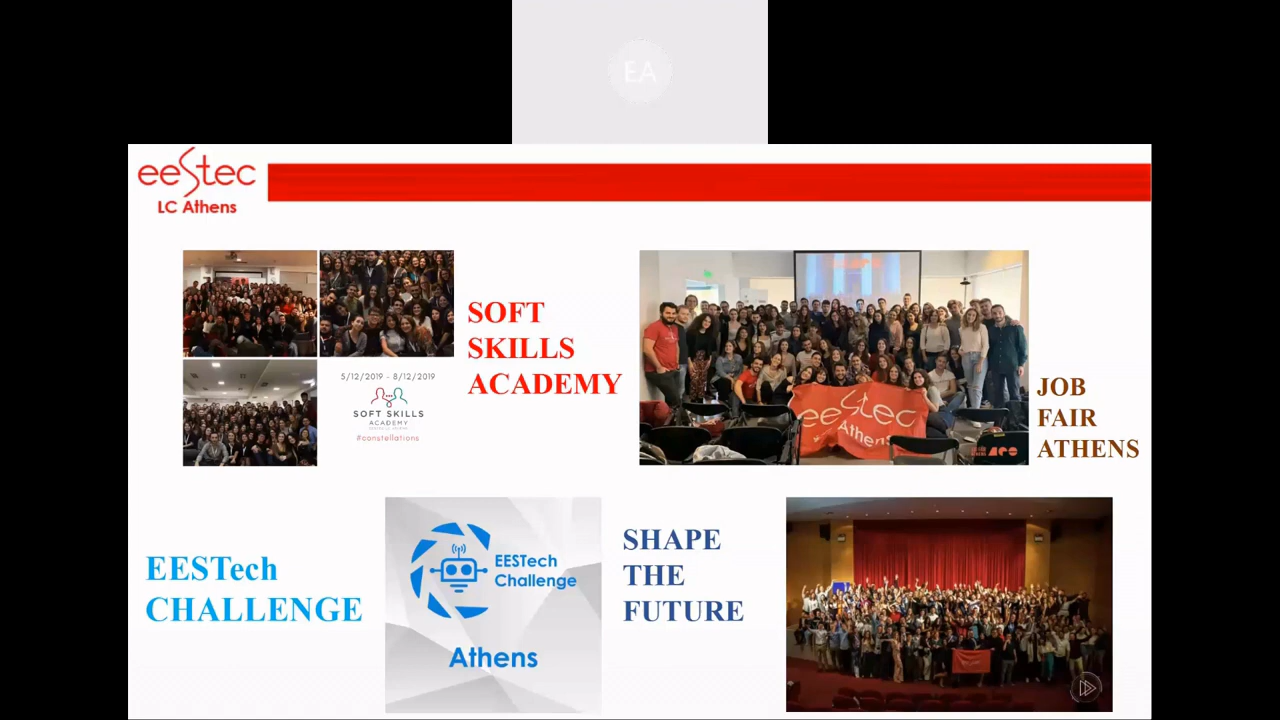 EA
eestec
LC Athens
5/12/2019 - 8/12/2019
SOFT SKILLS
ACADEMY
#constellations
SOFT
SKILLS
ACADEMY
eestec
Athens
JOB
FAIR
ATHENS
EESTech
CHALLENGE
EESTech
Challenge
Athens
SHAPE
THE
FUTURE